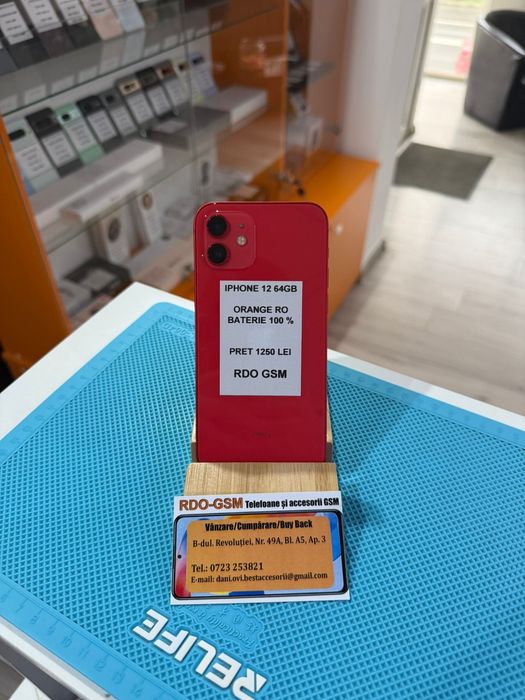 IPHONE 12 64GB
ORANGE RO
BATERIE 100 %
PRET 1250 LEI
RDO GSM
RDO-GSM Telefoane și accesorii GSM
Vânzare/Cumpărare/Buy Back
B-dul. Revoluției, Nr. 49A, Bl. A5, Ap. 3
Tel.: 0723 253821
E-mail: dani.ovi.bestaccesorii@gmail.com
RELIFE